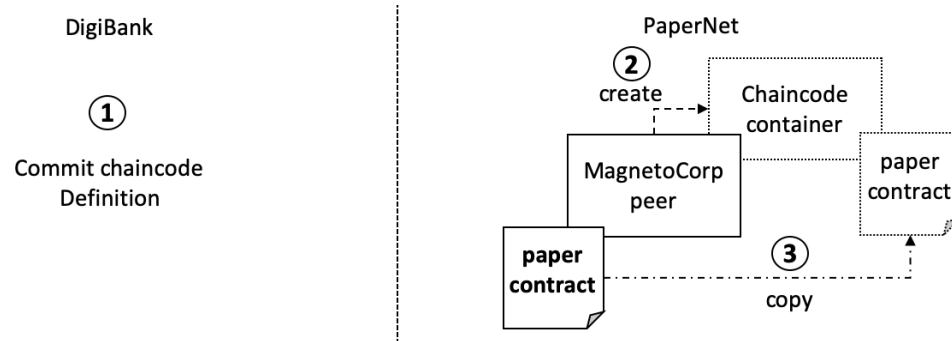 DigiBank
1
Commit chaincode
Definition
PaperNet
2
create
Chaincode
container
MagnetoCorp
peer
paper
contract
paper
contract
3
copy